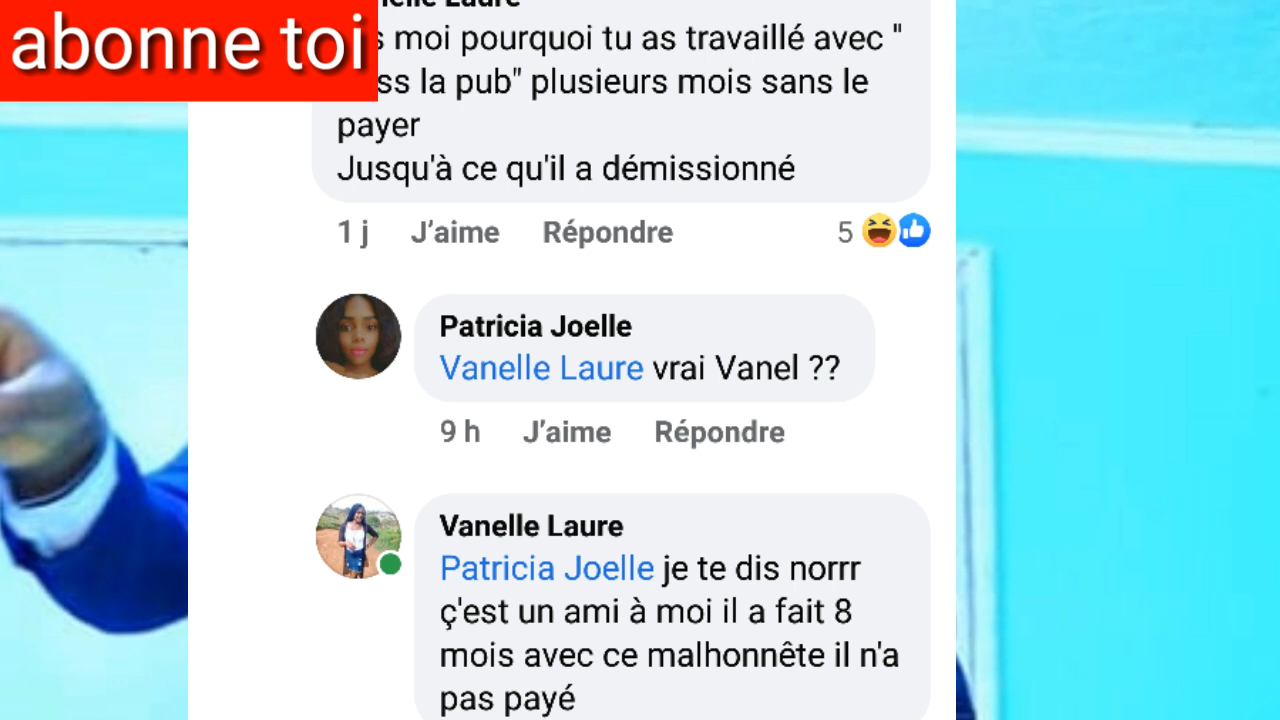 abonne toi
moi pourquoi tu as travaillé avec "
la pub" plusieurs mois sans le
payer
Jusqu'à ce qu'il a démissionné
1 j J’aime Répondre 5
Patricia Joelle
Vanelle Laure vrai Vanel ??
9 h J’aime Répondre
Vanelle Laure
Patricia Joelle je te dis norrr
ç'est un ami à moi il a fait 8
mois avec ce malhonnête il n'a
pas payé